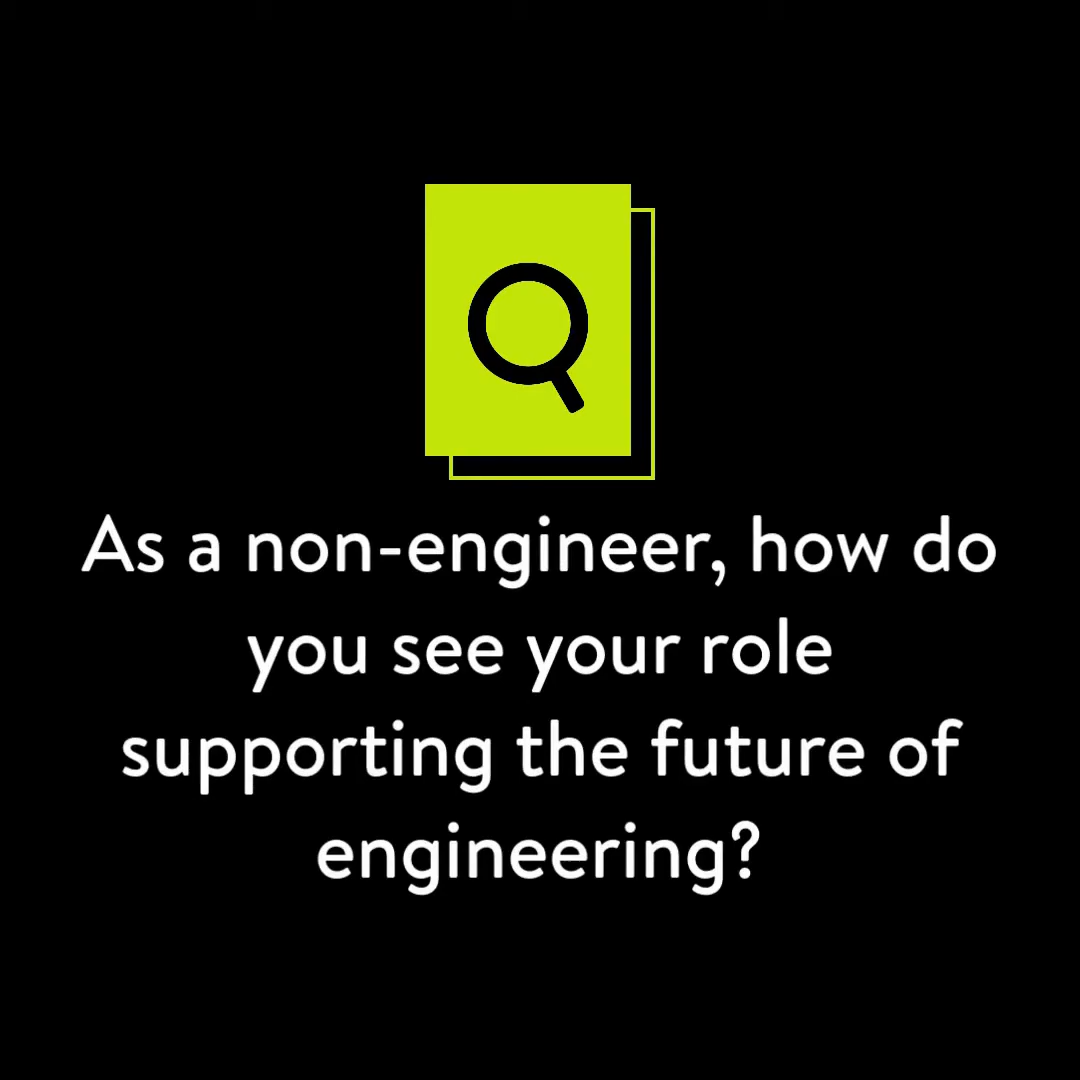 As a non-engineer, how do
you see your role
supporting the future of
engineering?